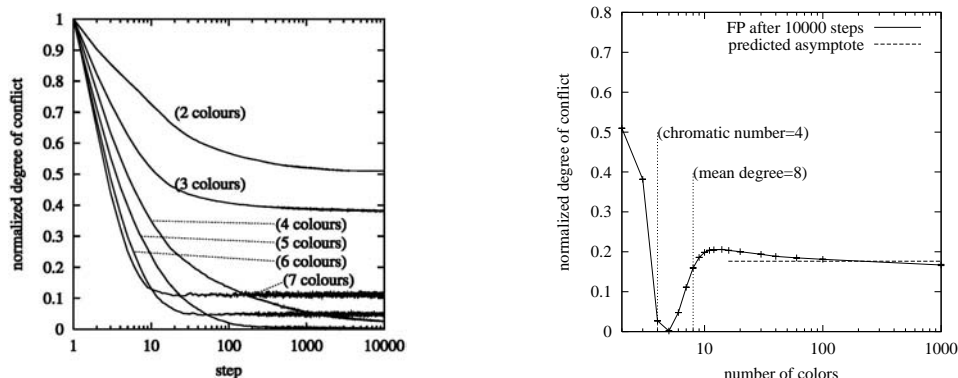 normalized degree of conflict
1
0.9
0.8
0.7
0.6
0.5
0.4
0.3
0.2
0.1
0
(2 colours)
(3 colours)
(4 colours)
(5 colours)
(6 colours)
(7 colours)
1
10
100
1000
10000
step
normalized degree of conflict
0.8
0.7
0.6
0.5
0.4
0.3
0.2
0.1
0
FP after 10000 steps
predicted asymptote
(chromatic number=4)
(mean degree=8)
10
100
1000
number of colors